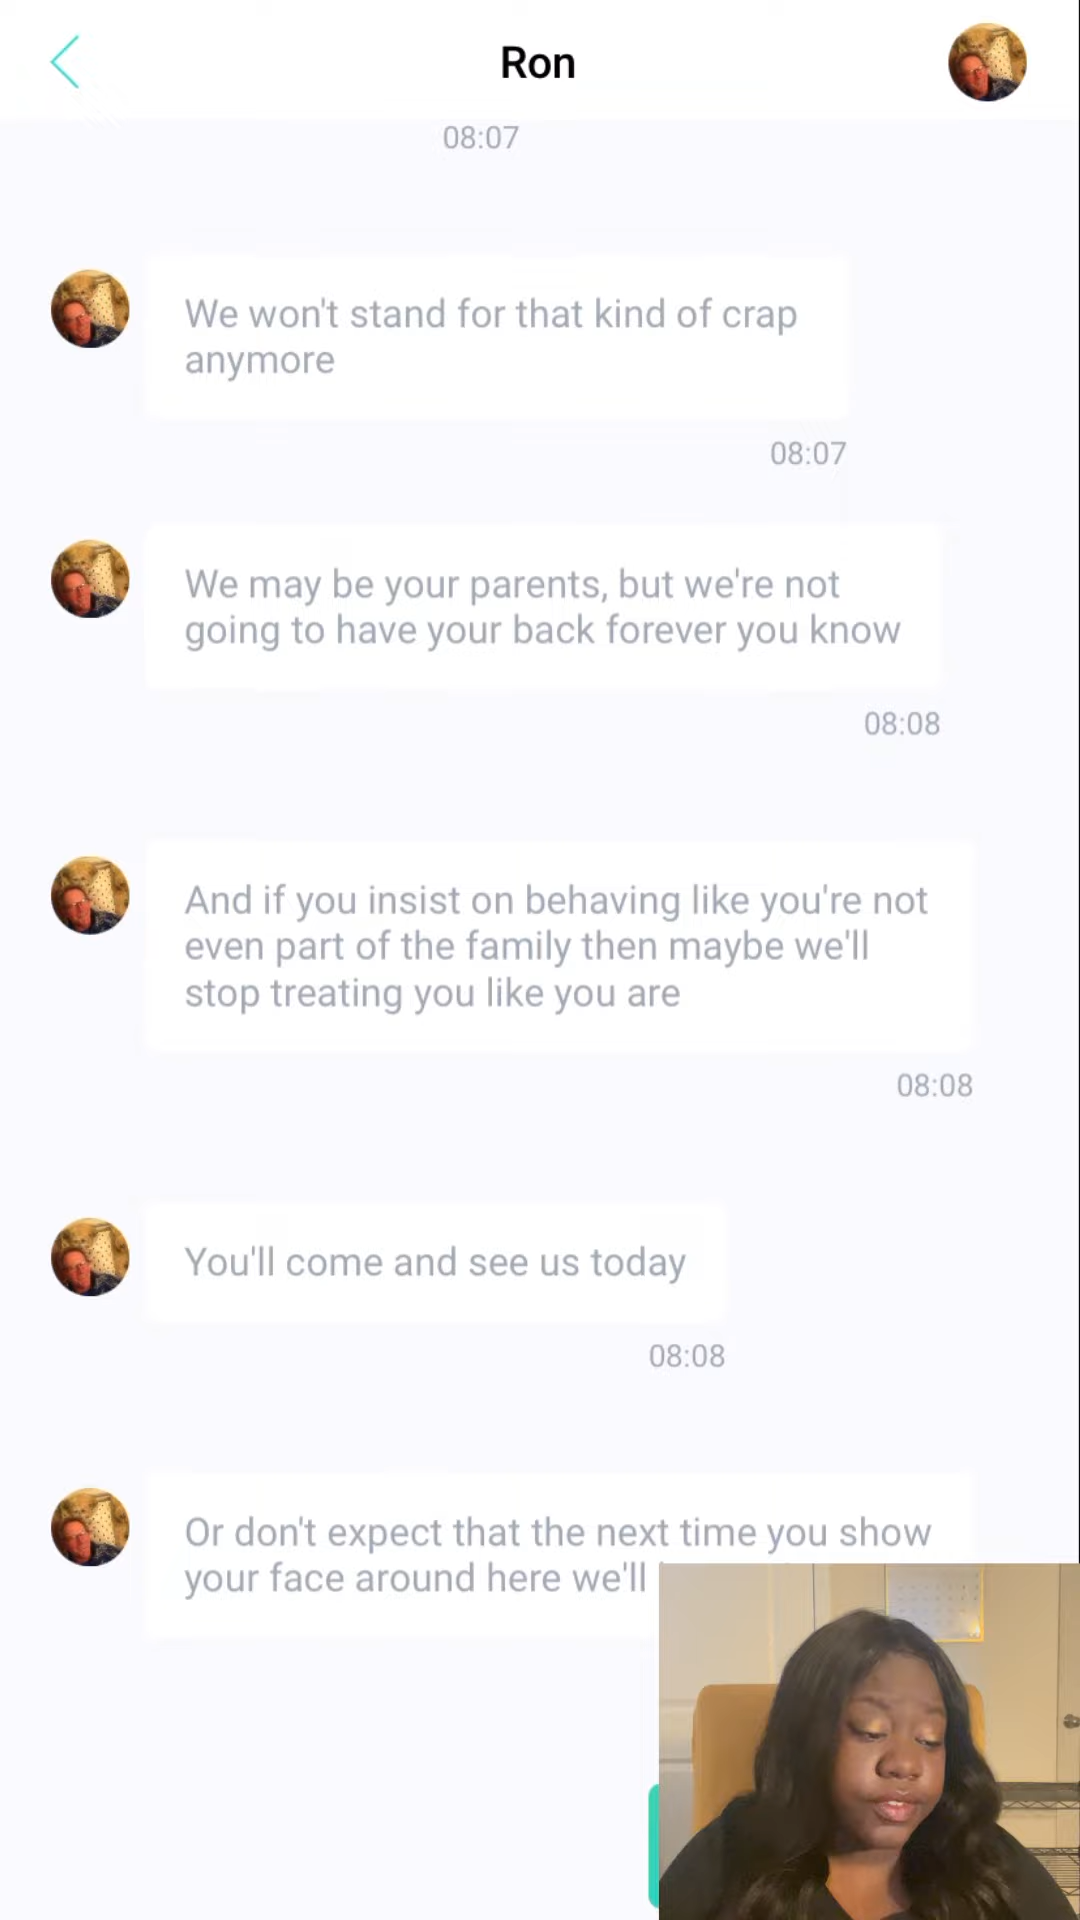 Ron
08:07
We won't stand for that kind of crap
anymore
08:07
We may be your parents, but we're not
going to have your back forever you know
08:08
And if you insist on behaving like you're not
even part of the family then maybe we'll
stop treating you like you are
08:08
You'll come and see us today
08:08
Or don't expect that the next time you show
your face around here we'll